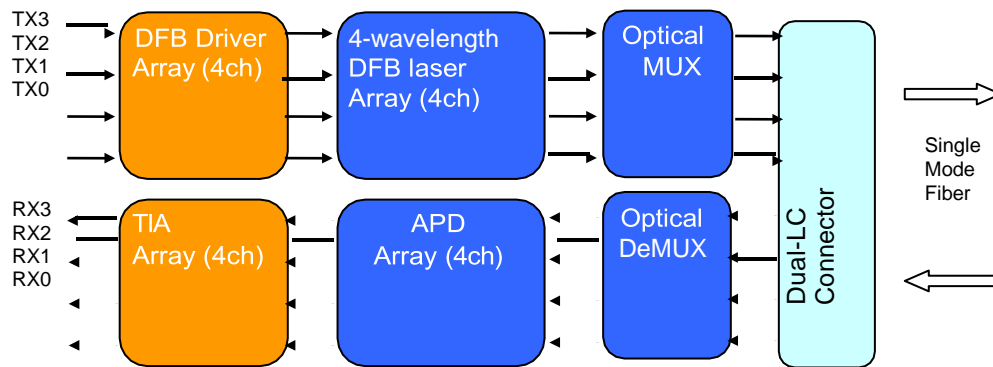 TX3
TX2
TX1
TX0
DFB Driver
Array (4ch)
4-wavelength
DFB laser
Array (4ch)
Optical
MUX
Single
Mode
Fiber
RX3
RX2
RX1
RX0
TIA
Array (4ch)
APD
Array (4ch)
Optical
DeMUX
Dual-LC
Connector